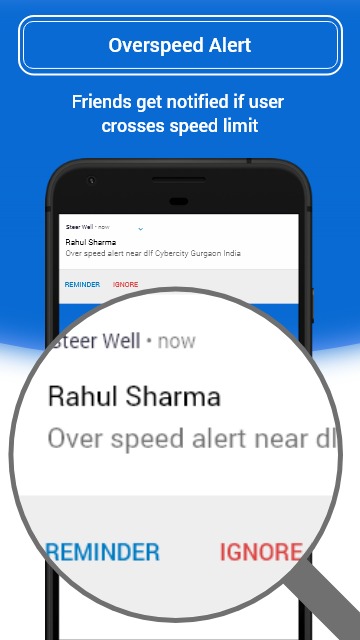 Overspeed Alert
Friends get notified if user
crosses speed limit
Steer Well • now
Rahul Sharma
Over speed alert near dlf Cybercity Gurgaon India
REMINDER IGNORE
Steer Well • now
Rahul Sharma
Over speed alert near dl
REMINDER IGNORE